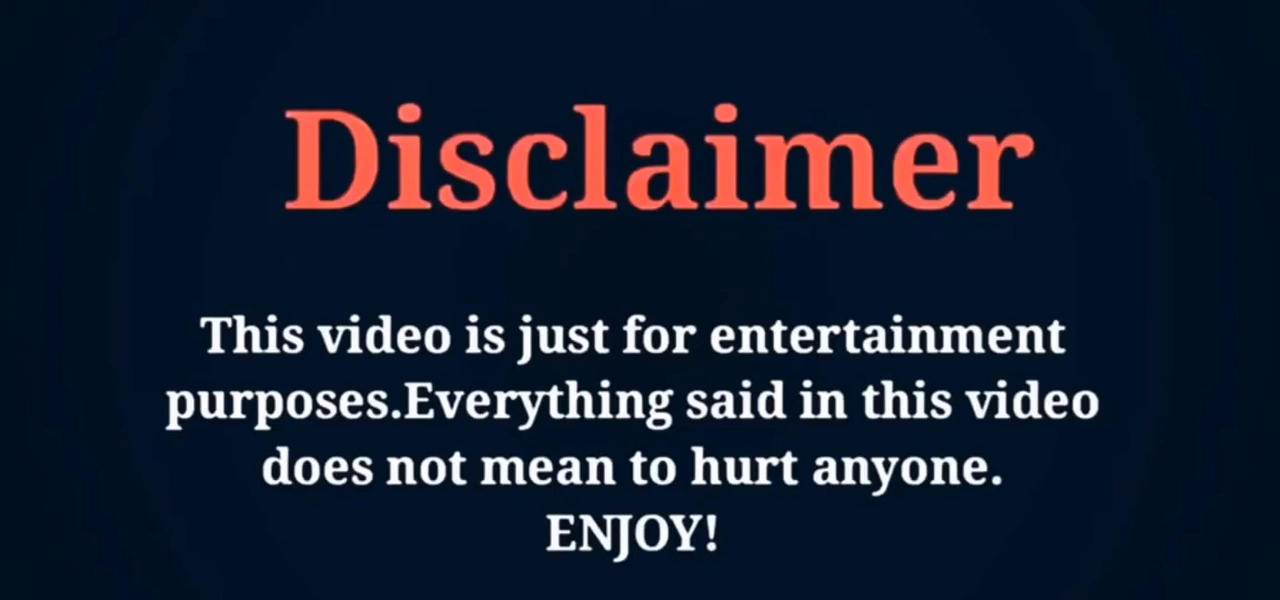 Disclaimer
This video is just for entertainment
purposes.Everything said in this video
does not mean to hurt anyone.
ENJOY!